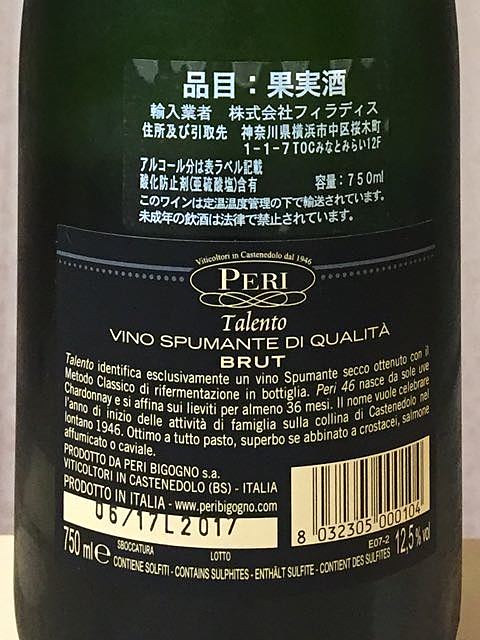 品目：果実酒
輸入業者 株式会社フィラディス
住所及び引取先 神奈川県横浜市中区桜木町
1-1-7TOCみなとみらい12F
アルコール分は表ラベル記載
酸化防止剤(亜硫酸塩)含有 容量：750ml
このワインは定温温度管理の下で輸送されています。
未成年の飲酒は法律で禁止されています。
Viticoltori in Castenedolo dal 1946
PERI
Talento
VINO SPUMANTE DI QUALITÀ
BRUT
Talento identifica esclusivamente un vino Spumante secco ottenuto con il
Metodo Classico di rifermentazione in bottiglia. Peri 46 nasce da sole uve
Chardonnay e si affina sui lieviti per almeno 36 mesi. Il nome vuole celebrare
l'anno di inizio delle attività di famiglia sulla collina di Castenedolo nel
lontano 1946. Ottimo a tutto pasto, superbo se abbinato a crostacei, salmone
affumicato o caviale.
PRODOTTO DA PERI BIGOGNO s.a.
VITICOLTORI IN CASTENEDOLO (BS) - ITALIA
PRODOTTO IN ITALIA - www.peribigogno.com
06/17L2017
8 032305 000104
750 ml e SBOCCATURA LOTTO E07-2 12,5% vol
CONTIENE SOLFITI - CONTAINS SULPHITES - ENTHÄLT SULFITE - CONTIENT DES SULFITES